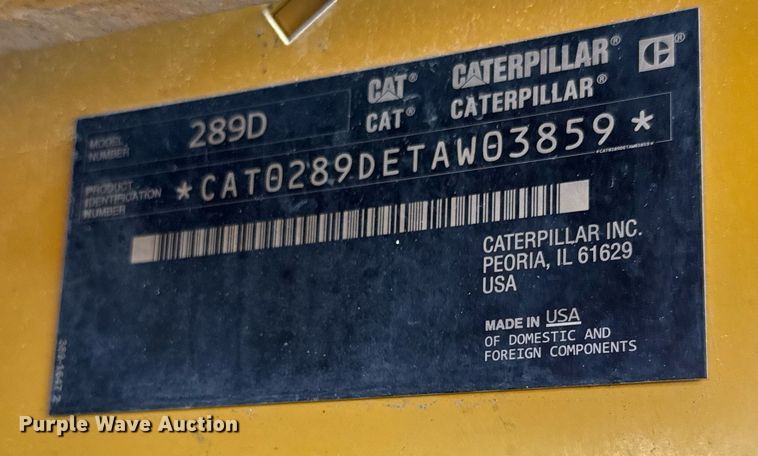 MODEL
NUMBER
289D
CAT® CATERPILLAR®
CAT® CATERPILLAR®
PRODUCT
IDENTIFICATION
NUMBER
*CAT0289DETAW03859*
*CAT0289DETAW03859*
CATERPILLAR INC.
PEORIA, IL 61629
USA
MADE IN USA
OF DOMESTIC AND
FOREIGN COMPONENTS
Purple Wave Auction